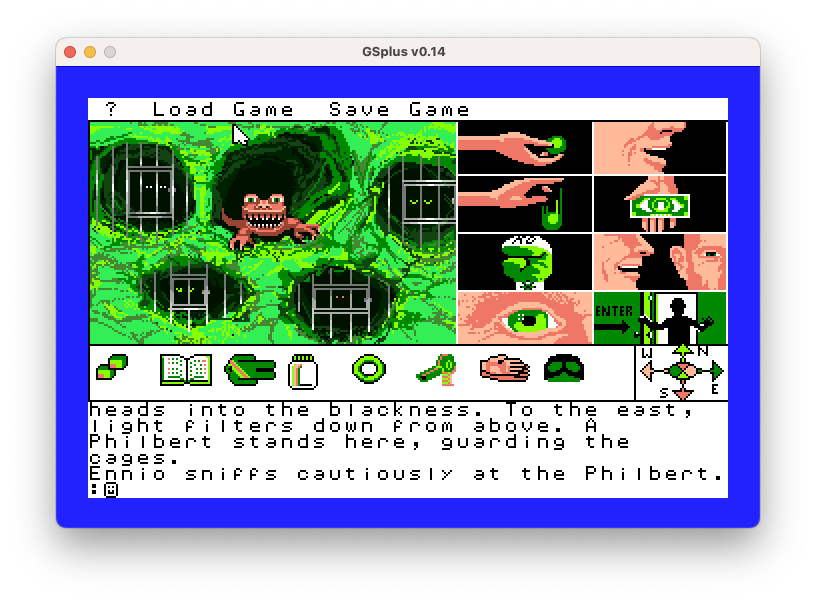 GSplus v0.14
? Load Game Save Game
ENTER
W N
S E
heads into the blackness. To the east,
light filters down from above. A
Philbert stands here, guarding the
cages.
Ennio sniffs cautiously at the Philbert.
: